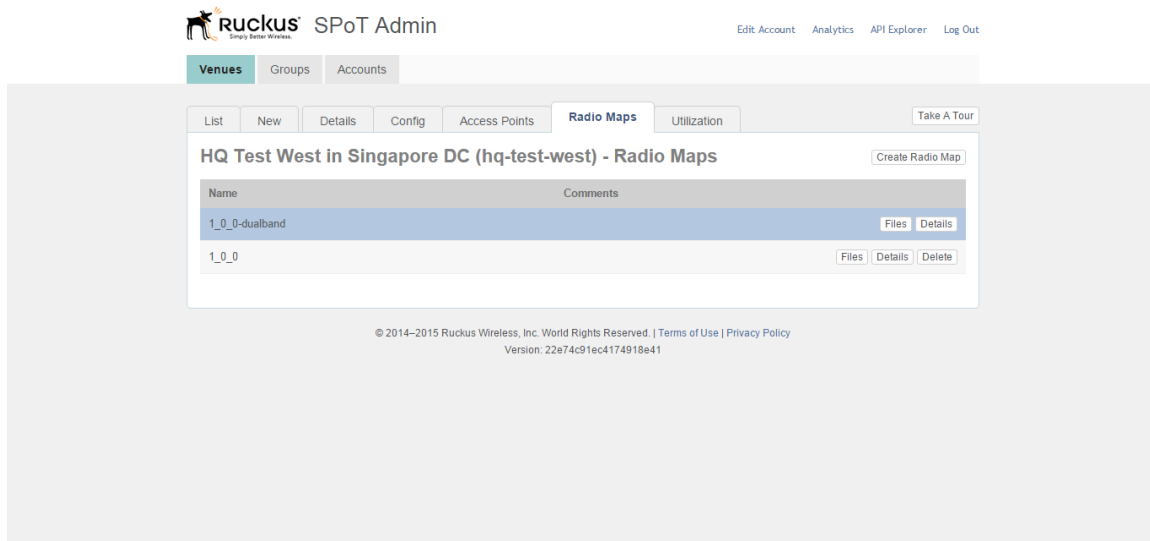 Ruckus SPoT Admin
Simply Better Wireless.
Edit Account Analytics API Explorer Log Out
Venues Groups Accounts
List New Details Config Access Points Radio Maps Utilization Take A Tour
HQ Test West in Singapore DC (hq-test-west) - Radio Maps Create Radio Map
Name Comments
1_0_0-dualband Files Details
1_0_0 Files Details Delete
© 2014–2015 Ruckus Wireless, Inc. World Rights Reserved. | Terms of Use | Privacy Policy
Version: 22e74c91ec4174918e41